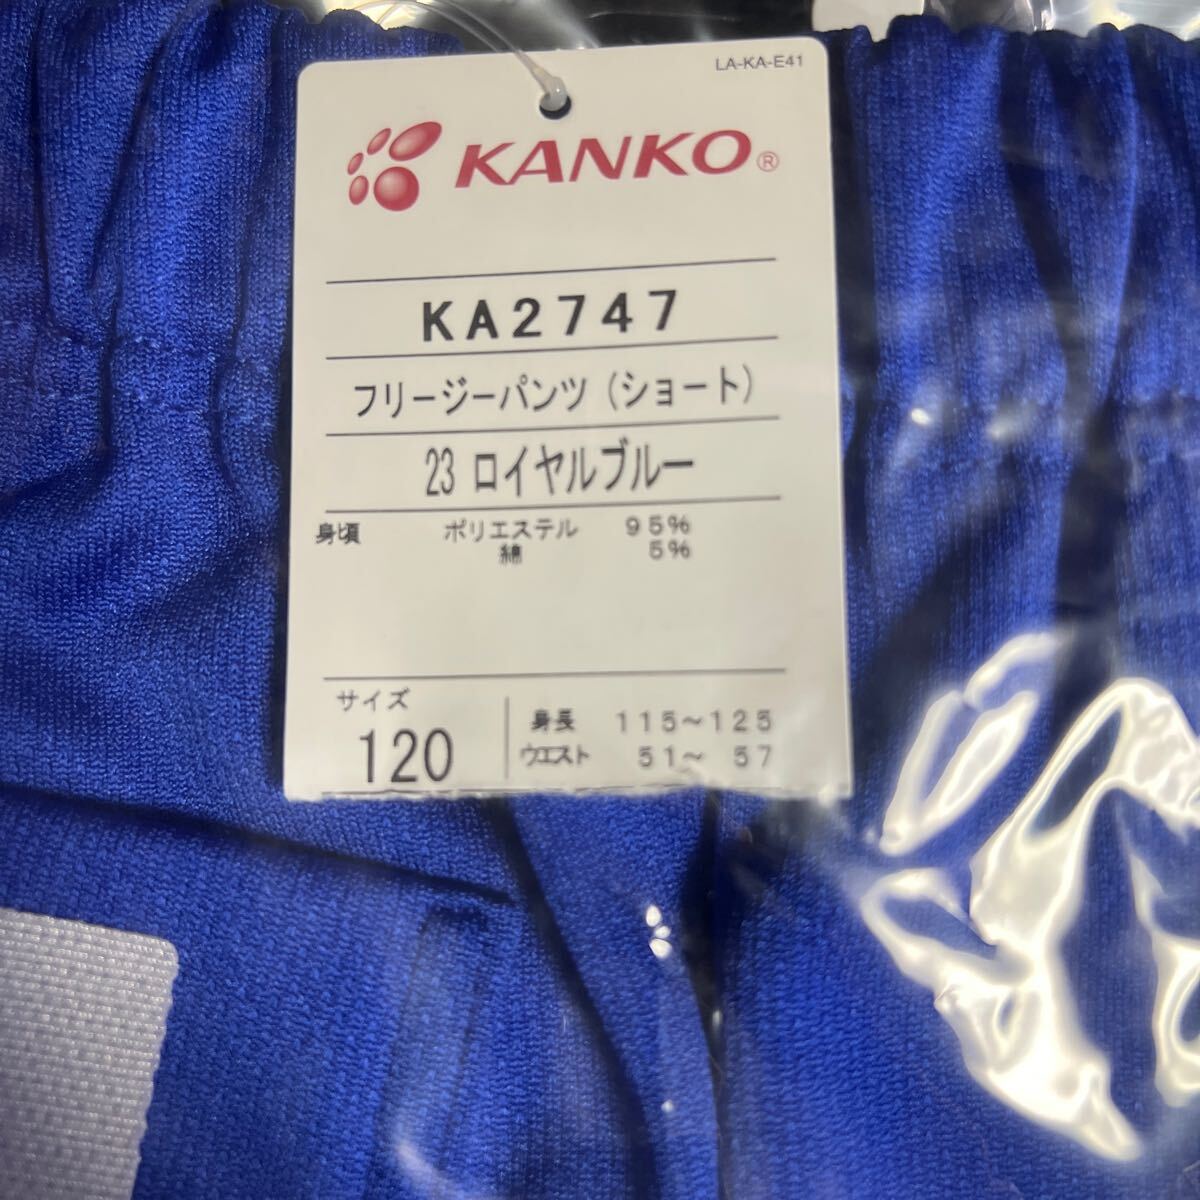 LA-KA-E41
KANKO®
KA2747
フリージーパンツ(ショート)
23 ロイヤルブルー
身頃 ポリエステル 95%
綿 5%
サイズ
120
身長 115~125
ウエスト 51~ 57